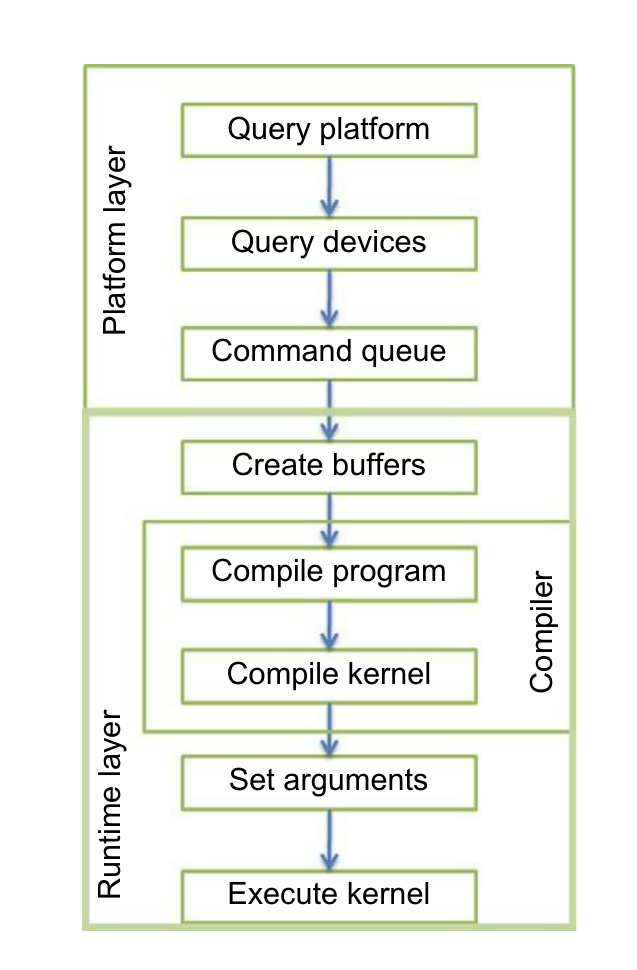 Platform layer
Query platform
Query devices
Command queue
Runtime layer
Create buffers
Compiler
Compile program
Compile kernel
Set arguments
Execute kernel